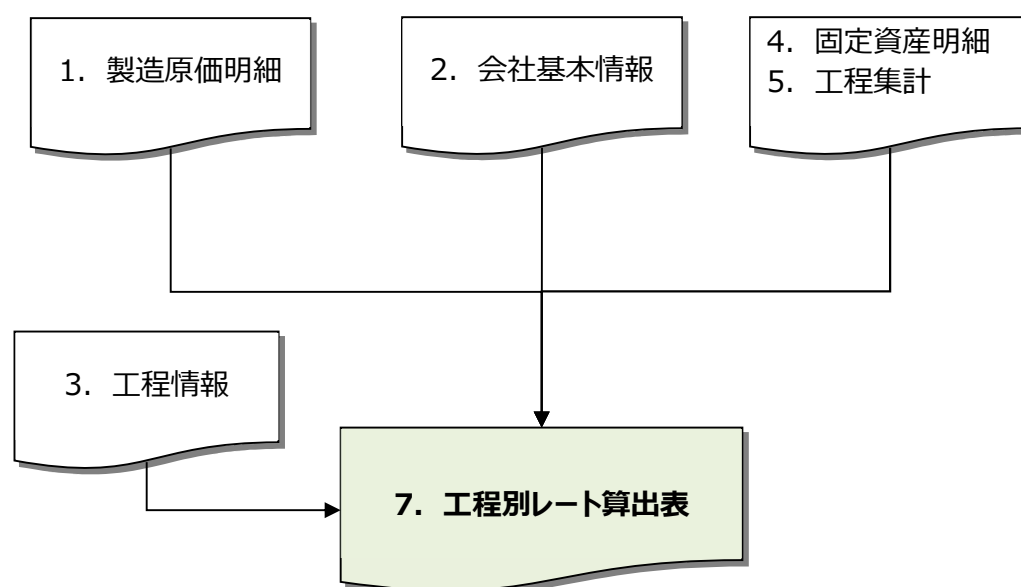 1. 製造原価明細
2. 会社基本情報
4. 固定資産明細
5. 工程集計
3. 工程情報
7. 工程別レート算出表